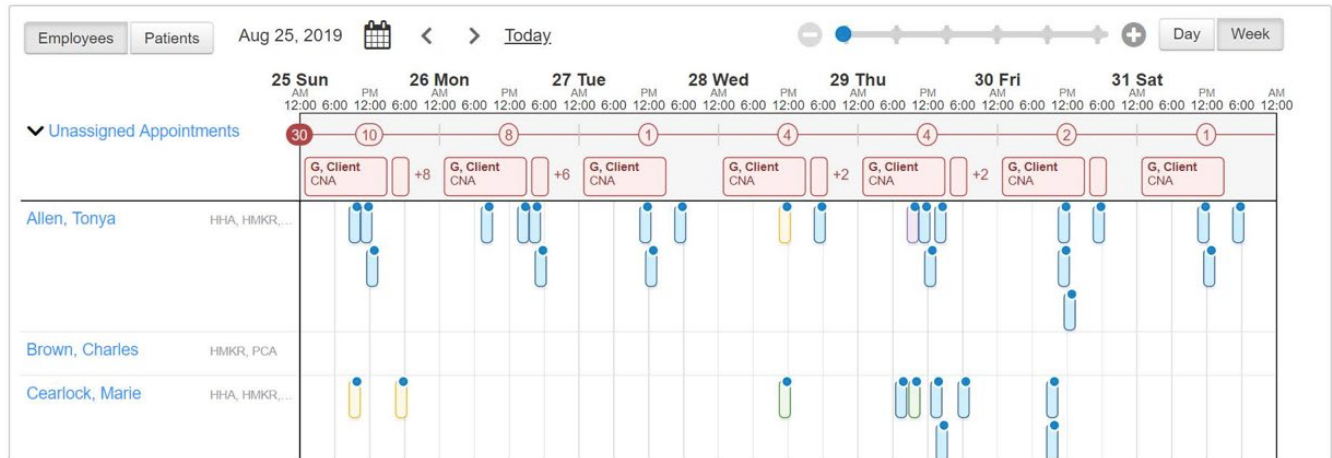 Employees Patients Aug 25, 2019 Today Day Week
25 Sun 26 Mon 27 Tue 28 Wed 29 Thu 30 Fri 31 Sat
AM PM AM PM AM PM AM PM AM PM AM PM AM PM AM
12:00 6:00 12:00 6:00 12:00 6:00 12:00 6:00 12:00 6:00 12:00 6:00 12:00 6:00 12:00 6:00 12:00 6:00 12:00 6:00 12:00 6:00 12:00 6:00 12:00 6:00 12:00 6:00 12:00
Unassigned Appointments 30 10 8 1 4 4 2 1
G, Client G, Client G, Client G, Client G, Client G, Client G, Client
CNA +8 CNA +6 CNA CNA +2 CNA +2 CNA CNA
Allen, Tonya HHA, HMKR,...
Brown, Charles HMKR, PCA
Cearlock, Marie HHA, HMKR,...